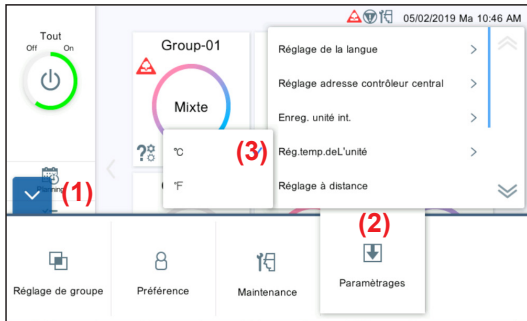 05/02/2019 Ma 10:46 AM
Tout
Off
On
Group-01
Mixte
Réglage de la langue
Réglage adresse contrôleur central
Enreg. unité int.
Rég.temp.deL'unité
Réglage à distance
(3)
°C
°F
(1)
(2)
Réglage de groupe
Préférence
Maintenance
Paramètrages